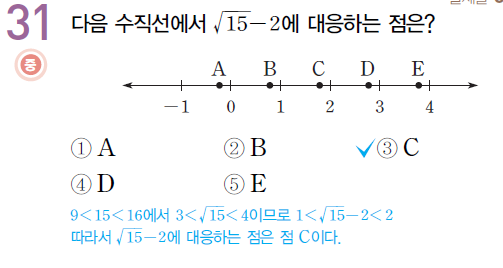 31 다음 수직선에서 √15−2에 대응하는 점은?
중
A B C D E
−1 0 1 2 3 4
① A ② B ③ C
④ D ⑤ E
9<15<16에서 3<√15<4이므로 1<√15−2<2
따라서 √15−2에 대응하는 점은 점 C이다.